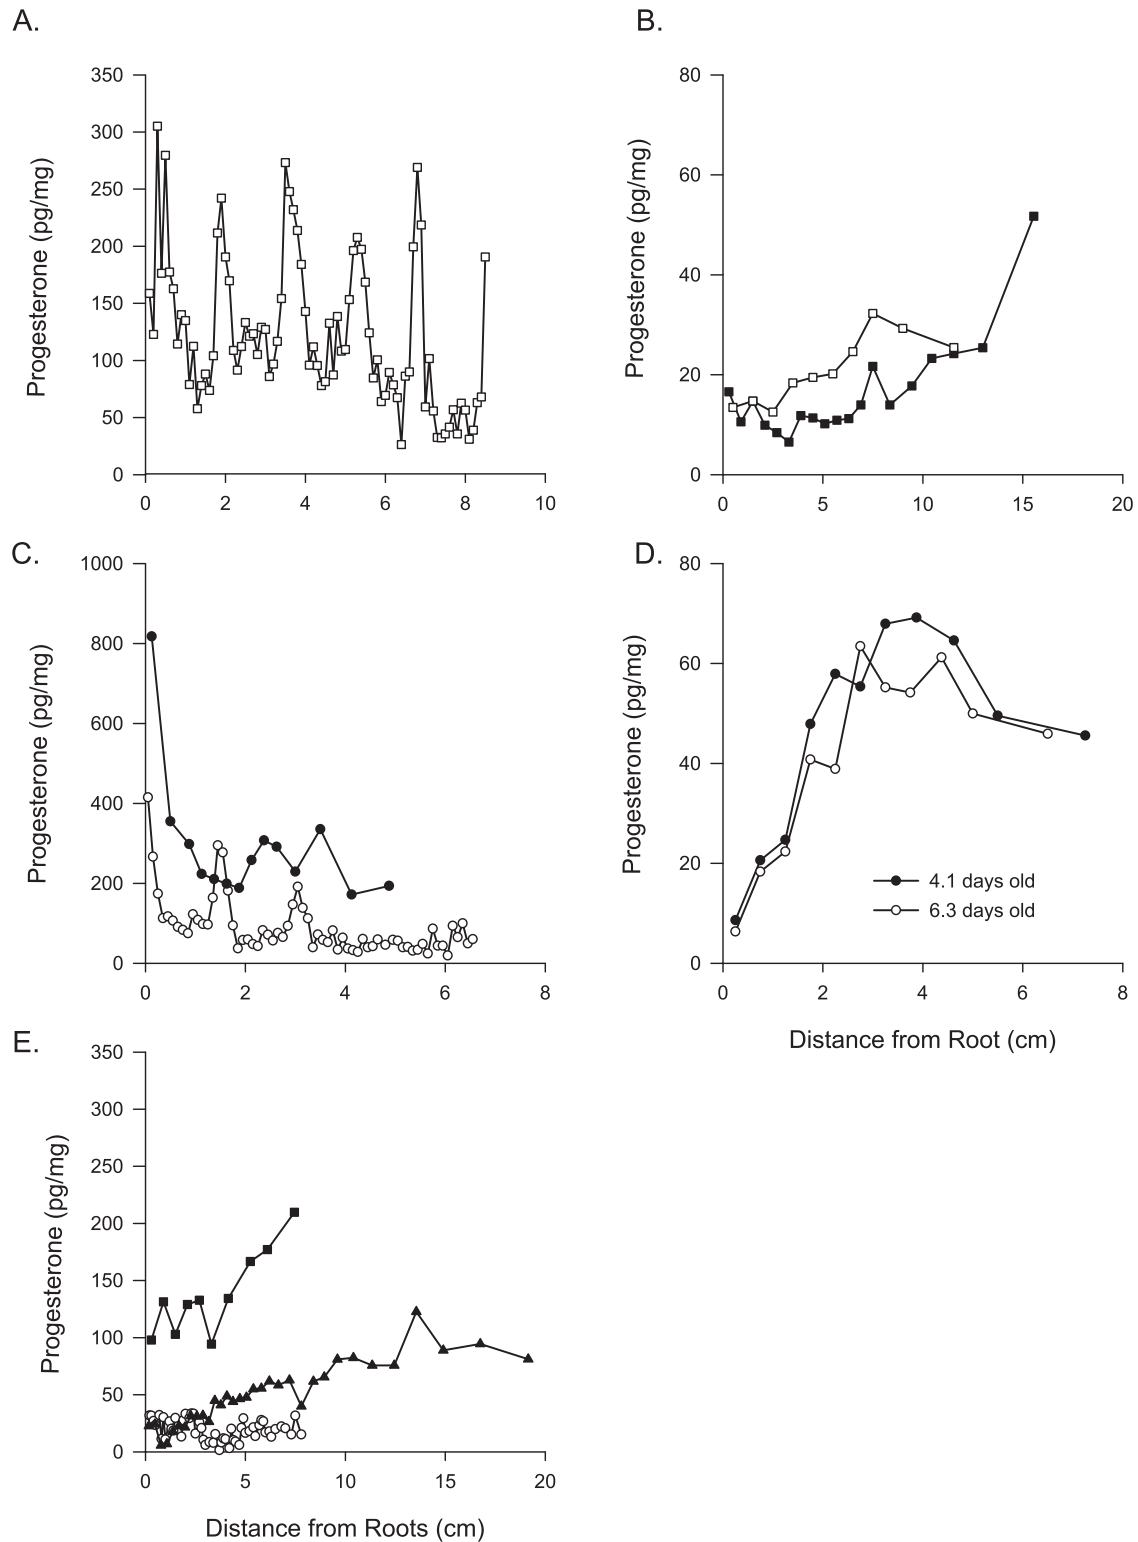 A.
B.
350
300
250
200
150
100
50
0
Progesterone (pg/mg)
0 2 4 6 8 10
80
60
40
20
0
Progesterone (pg/mg)
0 5 10 15 20
C.
D.
1000
800
600
400
200
0
Progesterone (pg/mg)
0 2 4 6 8
80
60
40
20
0
Progesterone (pg/mg)
4.1 days old
6.3 days old
0 2 4 6 8
Distance from Root (cm)
E.
350
300
250
200
150
100
50
0
Progesterone (pg/mg)
0 5 10 15 20
Distance from Roots (cm)